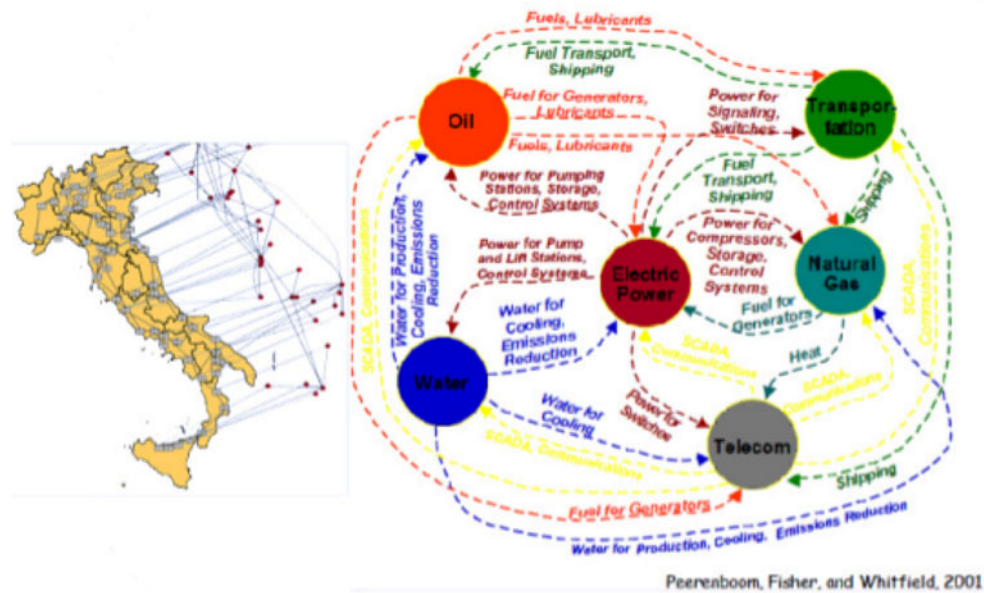 Fuels, Lubricants
Fuel Transport,
Shipping
Oil
Fuel for Generators,
Lubricants
Power for
Signaling,
Switches
Transpor-
tation
Fuels, Lubricants
Power for Pumping
Stations, Storage,
Control Systems
Fuel
Transport,
Shipping
Shipping
SCADA, Communications
Water for Production,
Cooling, Emissions
Reduction
Power for Pump
and Lift Stations,
Control Systems
Electric
Power
Power for
Compressors,
Storage,
Control
Systems
Natural
Gas
SCADA,
Communications
Water for
Cooling,
Emissions
Reduction
Fuel for
Generators
Water
SCADA,
Communications
Heat
SCADA,
Communications
Water for
Cooling
Power for
Switches
Telecom
SCADA, Communications
Shipping
Fuel for Generators
Water for Production, Cooling, Emissions Reduction
Peerenboom, Fisher, and Whitfield, 2001